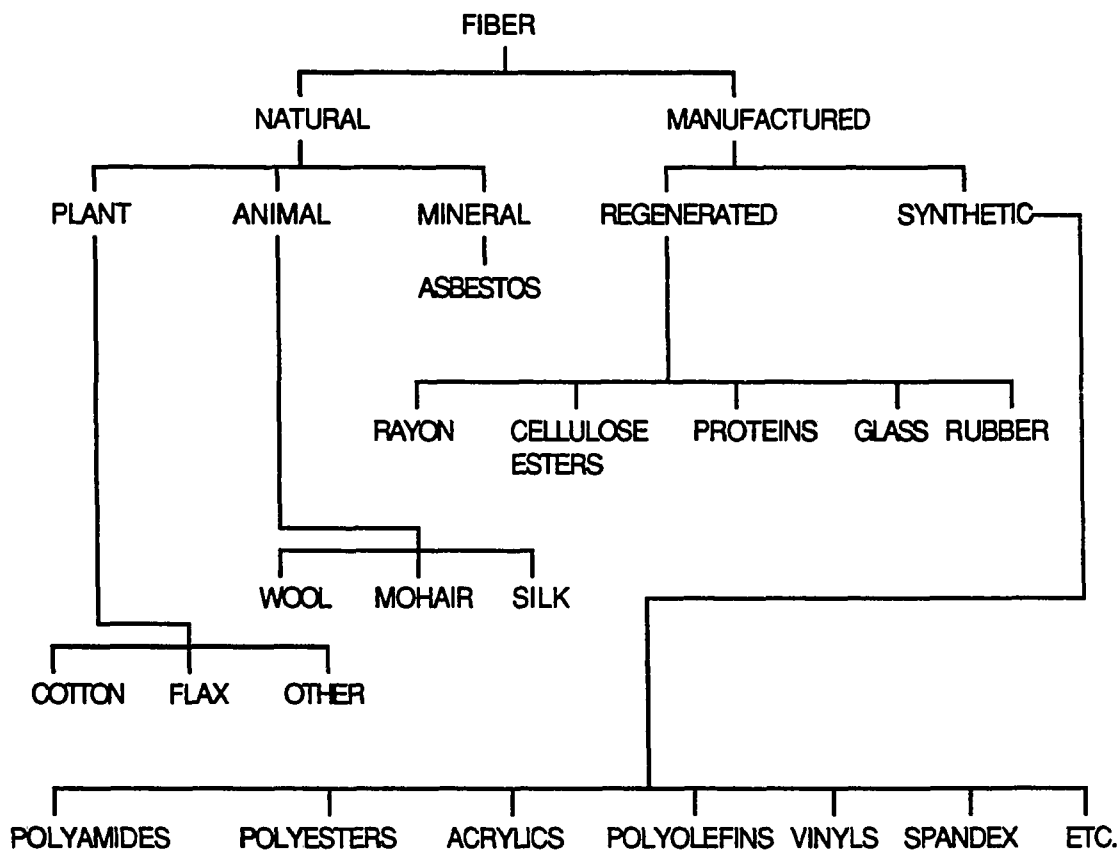 FIBER
NATURAL
MANUFACTURED
PLANT
ANIMAL
MINERAL
REGENERATED
SYNTHETIC
ASBESTOS
RAYON
CELLULOSE
ESTERS
PROTEINS
GLASS
RUBBER
WOOL
MOHAIR
SILK
COTTON
FLAX
OTHER
POLYAMIDES
POLYESTERS
ACRYLICS
POLYOLEFINS
VINYLS
SPANDEX
ETC.